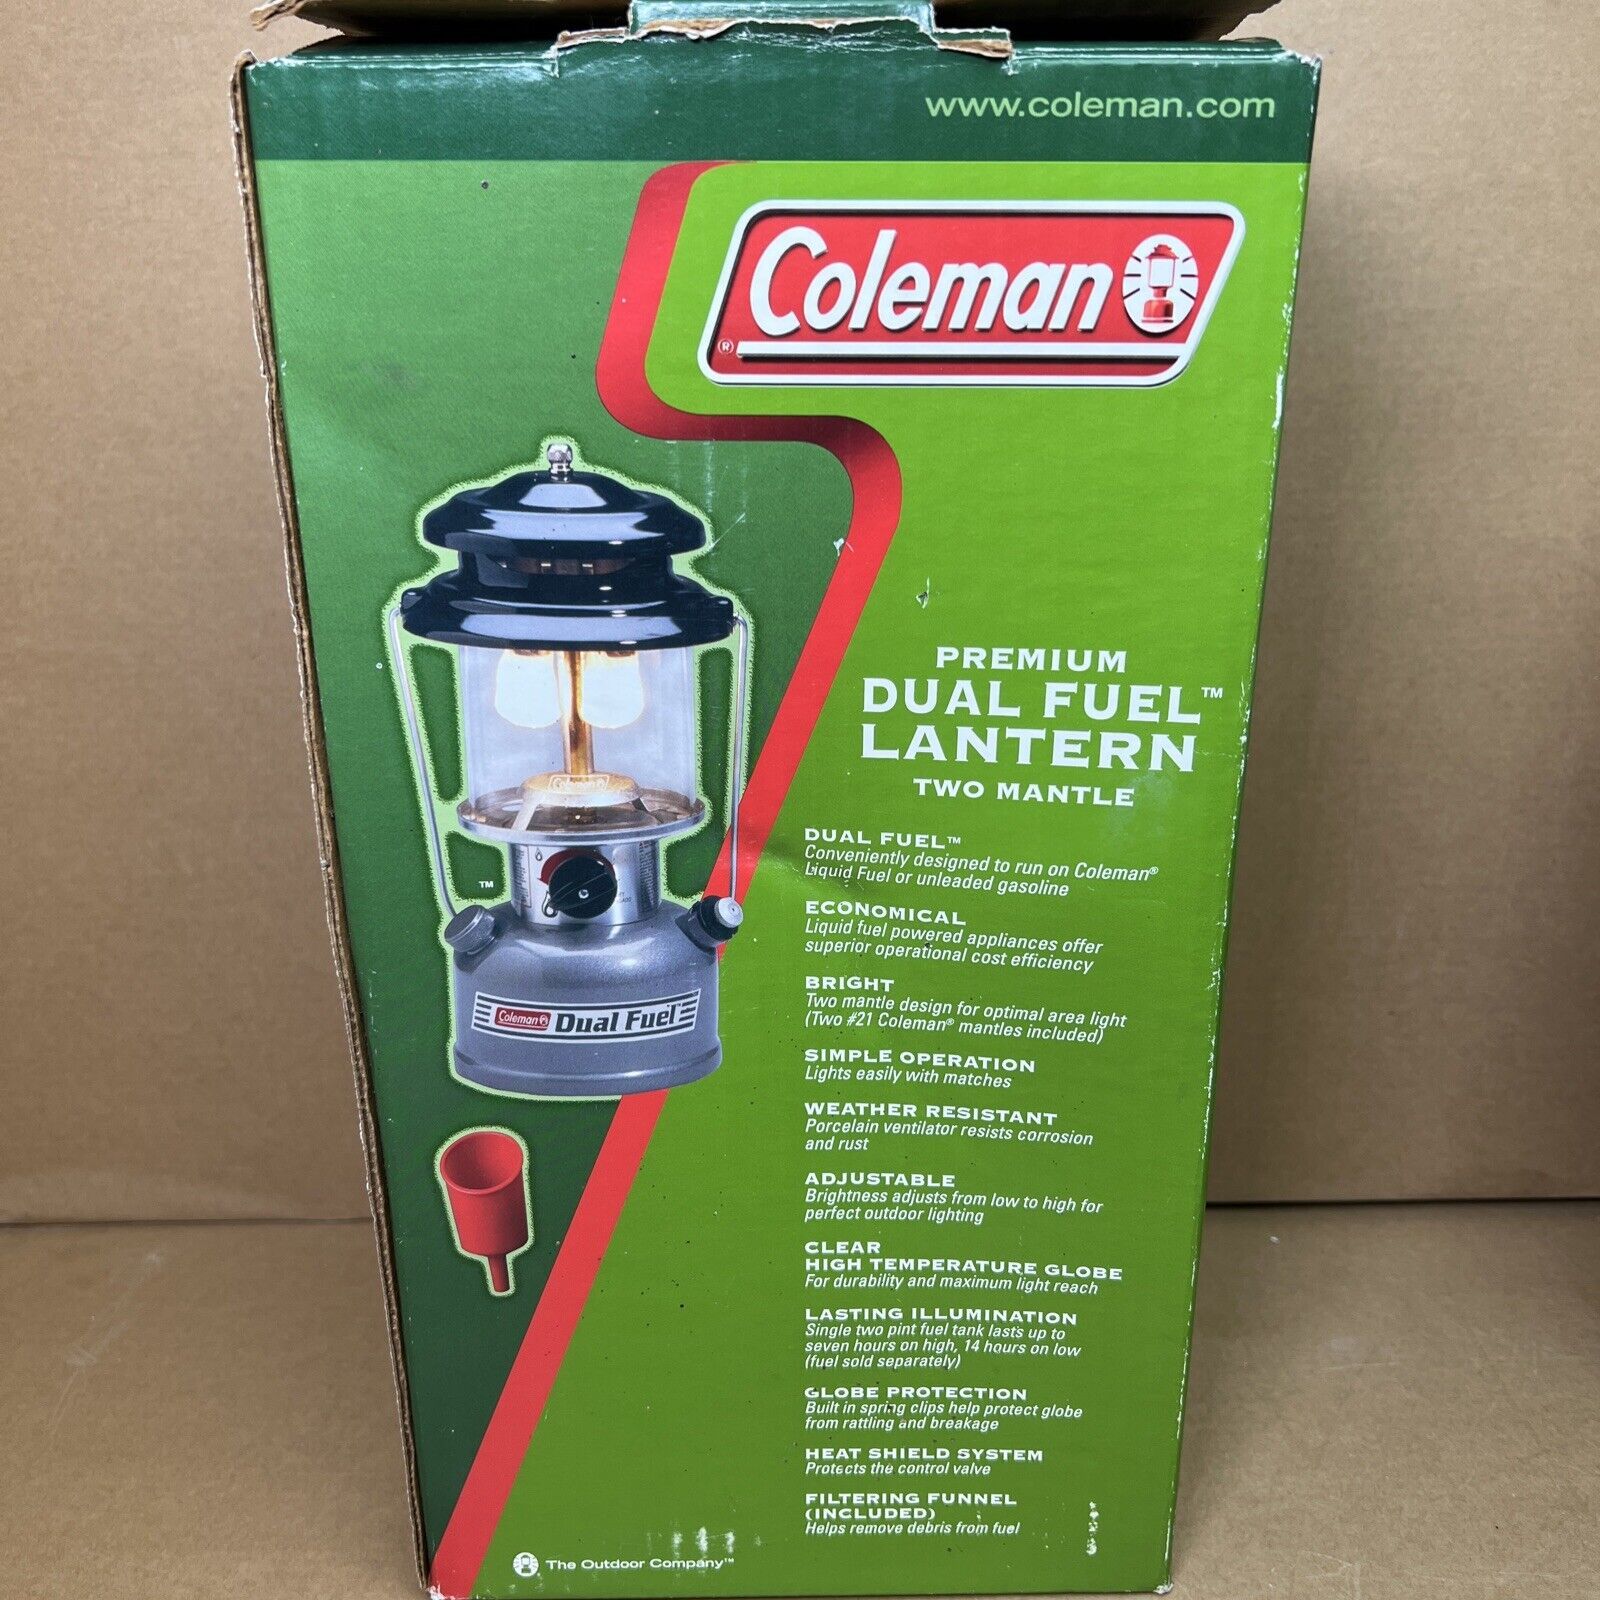 www.coleman.com
Coleman
®
PREMIUM
DUAL FUEL™
LANTERN
TWO MANTLE
Coleman
™
Coleman Dual Fuel™
DUAL FUEL™
Conveniently designed to run on Coleman®
Liquid Fuel or unleaded gasoline
ECONOMICAL
Liquid fuel powered appliances offer
superior operational cost efficiency
BRIGHT
Two mantle design for optimal area light
(Two #21 Coleman® mantles included)
SIMPLE OPERATION
Lights easily with matches
WEATHER RESISTANT
Porcelain ventilator resists corrosion
and rust
ADJUSTABLE
Brightness adjusts from low to high for
perfect outdoor lighting
CLEAR
HIGH TEMPERATURE GLOBE
For durability and maximum light reach
LASTING ILLUMINATION
Single two pint fuel tank lasts up to
seven hours on high, 14 hours on low
(fuel sold separately)
GLOBE PROTECTION
Built in spring clips help protect globe
from rattling and breakage
HEAT SHIELD SYSTEM
Protects the control valve
FILTERING FUNNEL
(INCLUDED)
Helps remove debris from fuel
The Outdoor Company™